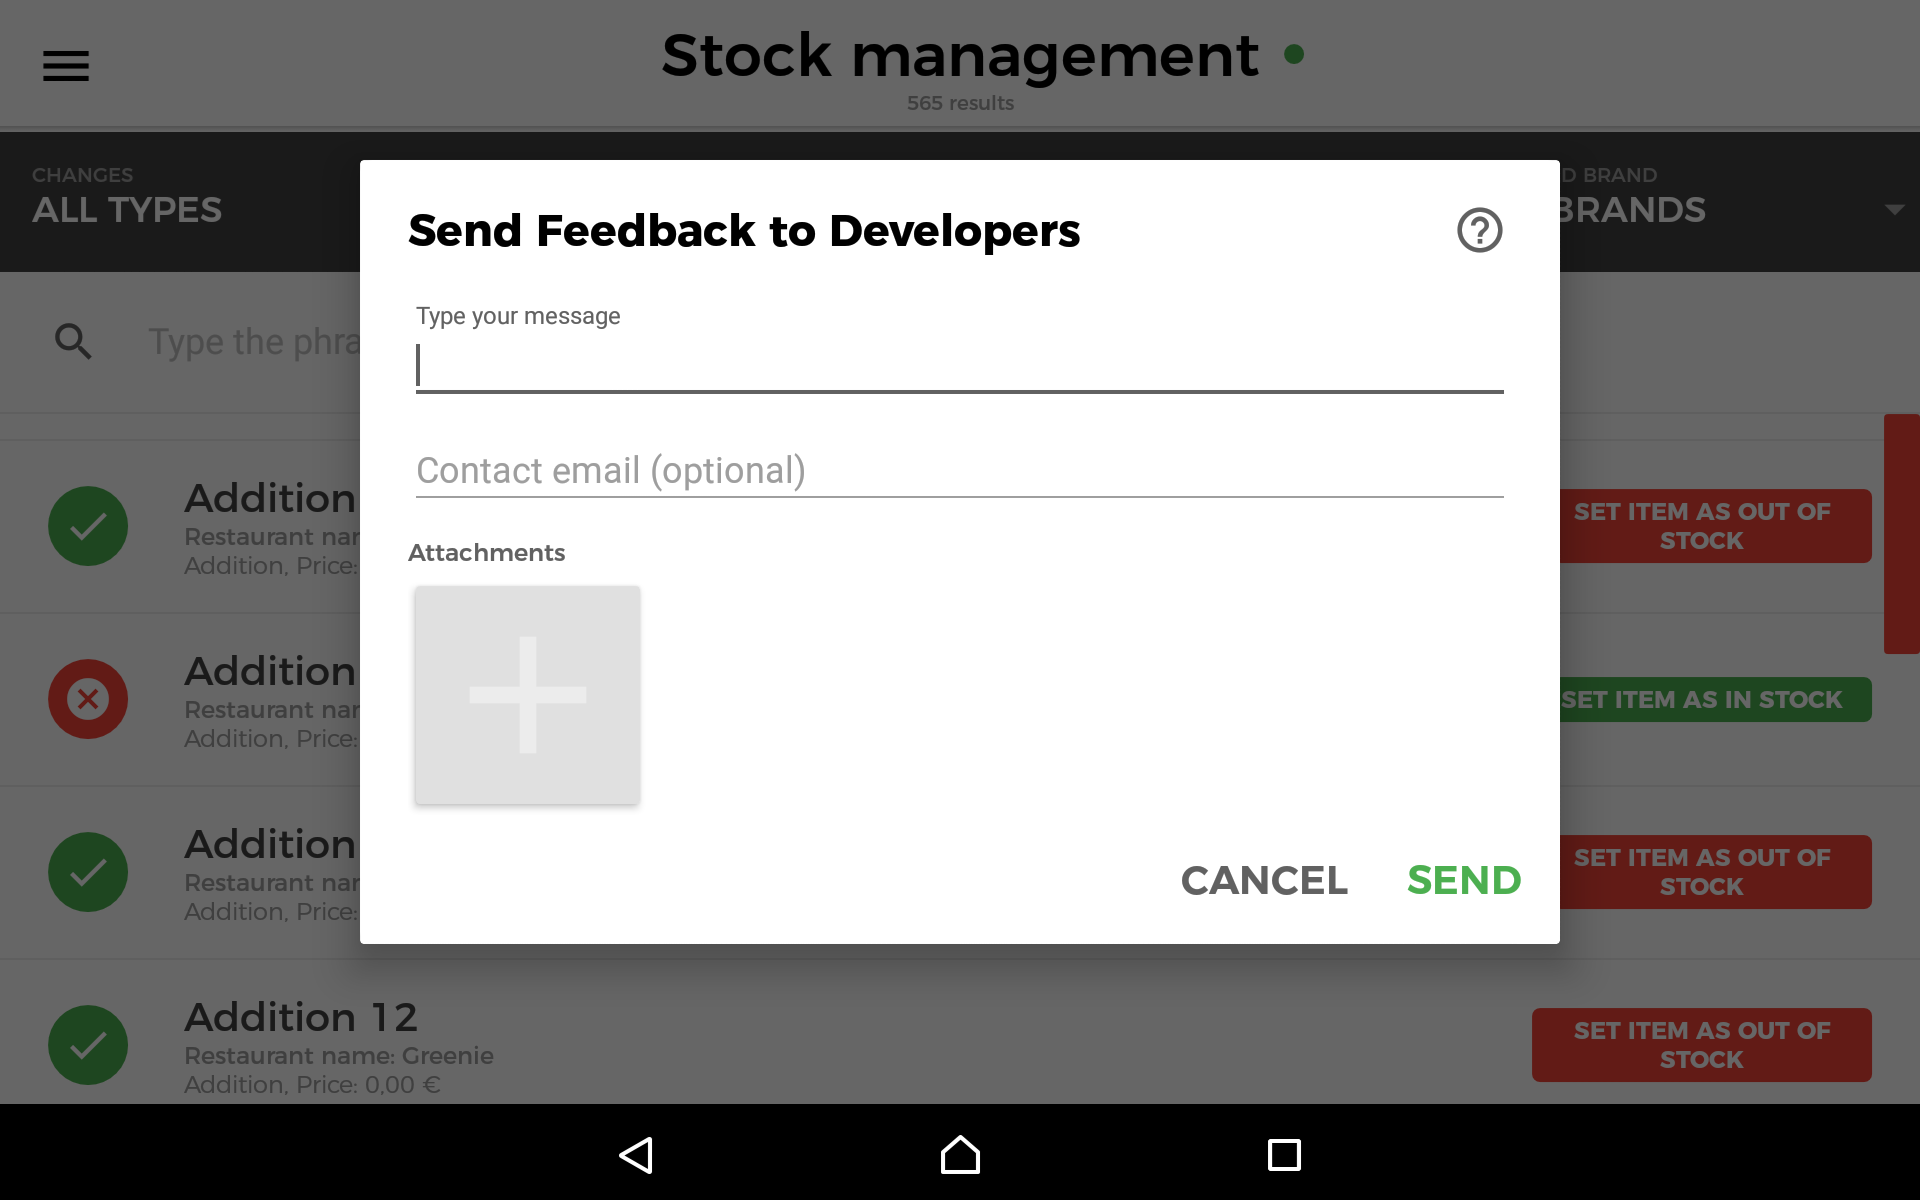 Stock management
565 results
CHANGES
ALL TYPES
D BRAND
BRANDS
Send Feedback to Developers
Type your message
Type the phra
Contact email (optional)
Addition
Restaurant nar
Addition, Price:
SET ITEM AS OUT OF
STOCK
Attachments
Addition
Restaurant nar
Addition, Price:
SET ITEM AS IN STOCK
Addition
Restaurant nar
Addition, Price:
SET ITEM AS OUT OF
STOCK
CANCEL
SEND
Addition 12
Restaurant name: Greenie
Addition, Price: 0,00 €
SET ITEM AS OUT OF
STOCK